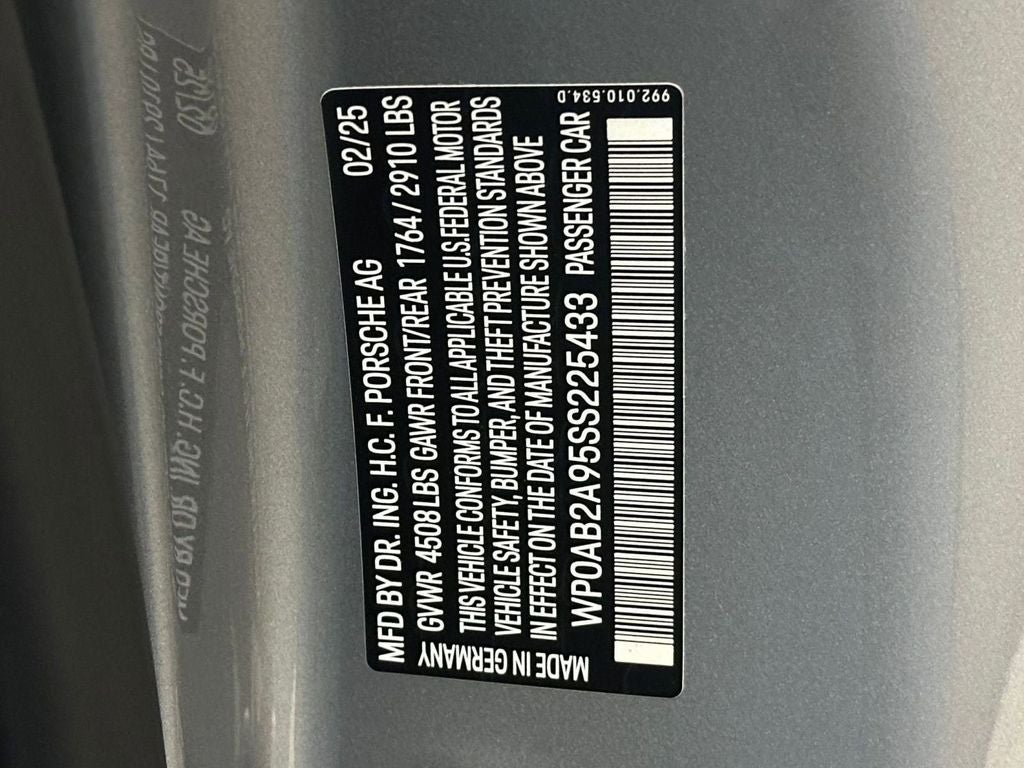 MFD BY DR. ING. H.C. F. PORSCHE AG 02/25
GVWR 4508 LBS GAWR FRONT/REAR 1764 / 2910 LBS
THIS VEHICLE CONFORMS TO ALL APPLICABLE U.S. FEDERAL MOTOR
VEHICLE SAFETY, BUMPER, AND THEFT PREVENTION STANDARDS
IN EFFECT ON THE DATE OF MANUFACTURE SHOWN ABOVE
WP0AB2A95SS225433 PASSENGER CAR
MADE IN GERMANY
992.010.534.D